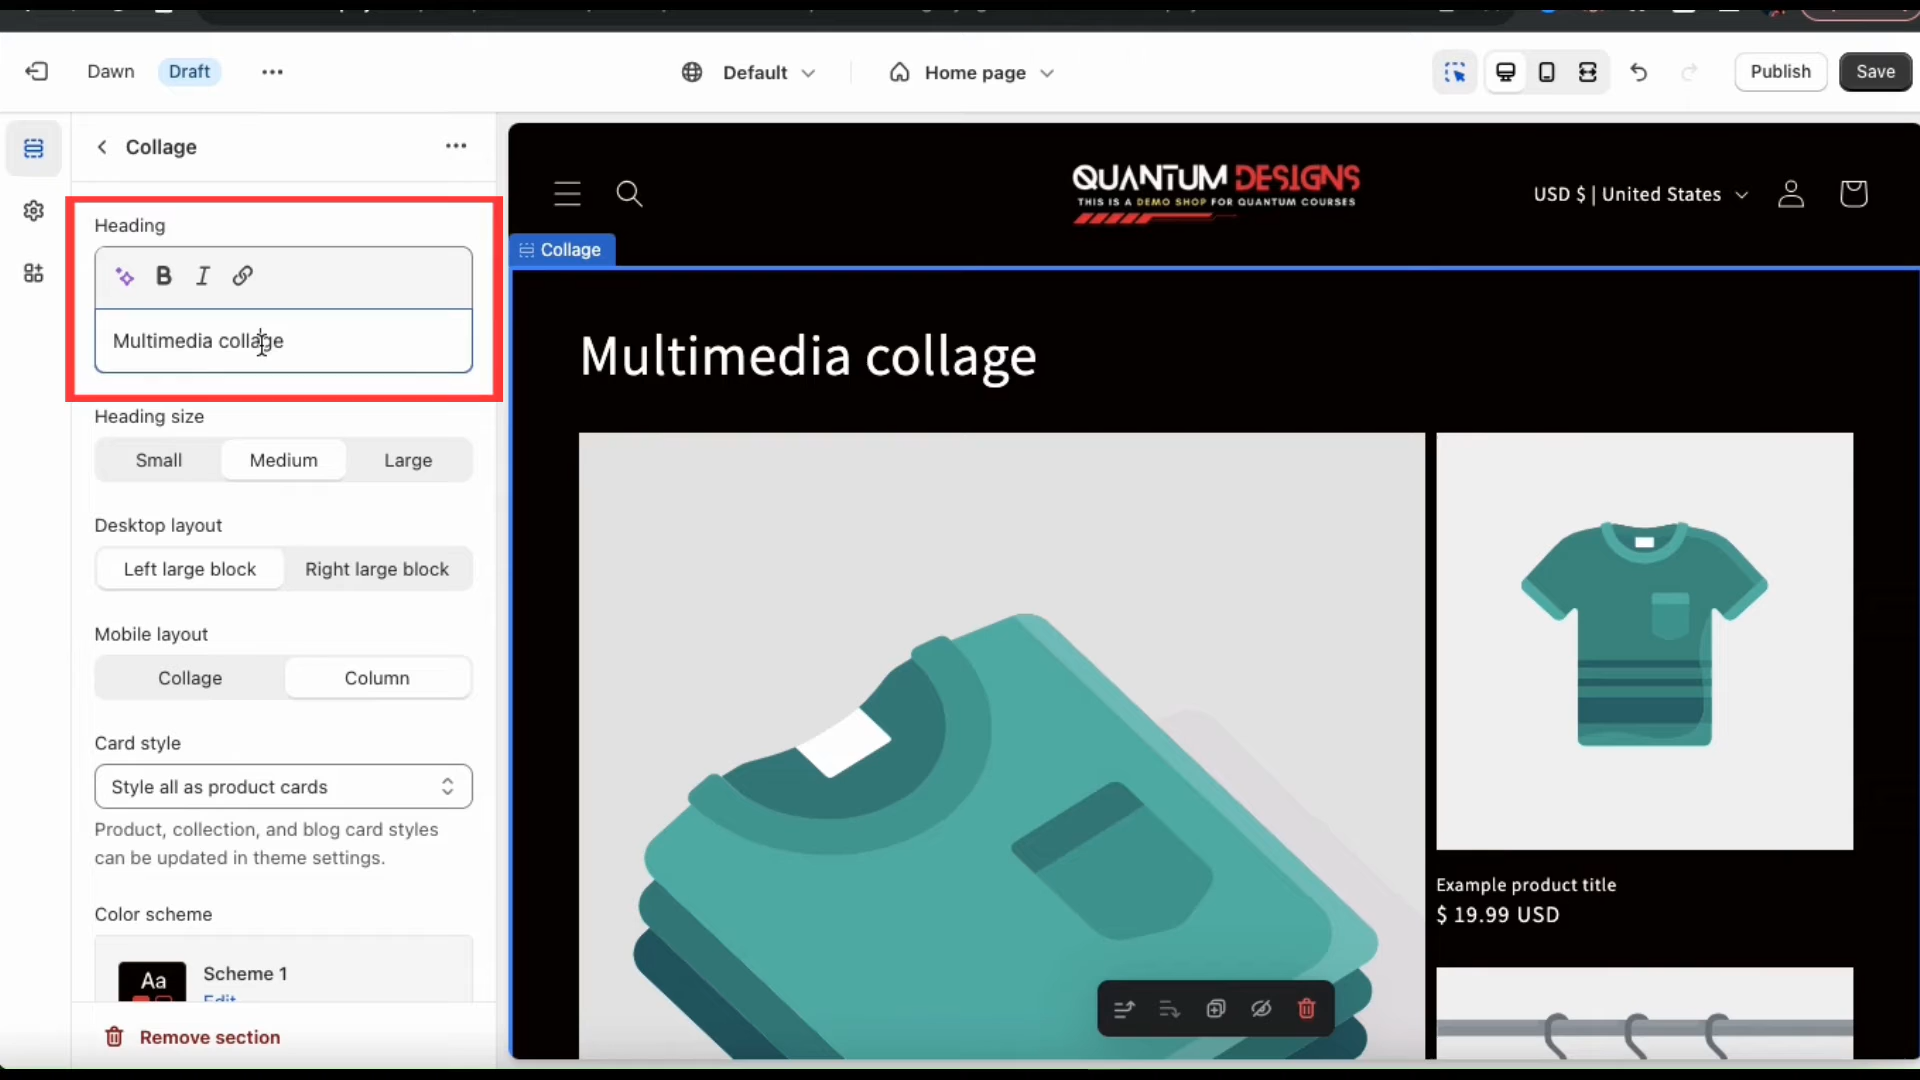 Dawn
Draft
Default
Home page
Publish
Save
Collage
Heading
B I
Multimedia collage
Heading size
Small
Medium
Large
Desktop layout
Left large block
Right large block
Mobile layout
Collage
Column
Card style
Style all as product cards
Product, collection, and blog card styles
can be updated in theme settings.
Color scheme
Aa
Scheme 1
Edit
Remove section
QUANTUM DESIGNS
THIS IS A DEMO SHOP FOR QUANTUM COURSES
USD $ | United States
Collage
Multimedia collage
Example product title
$ 19.99 USD